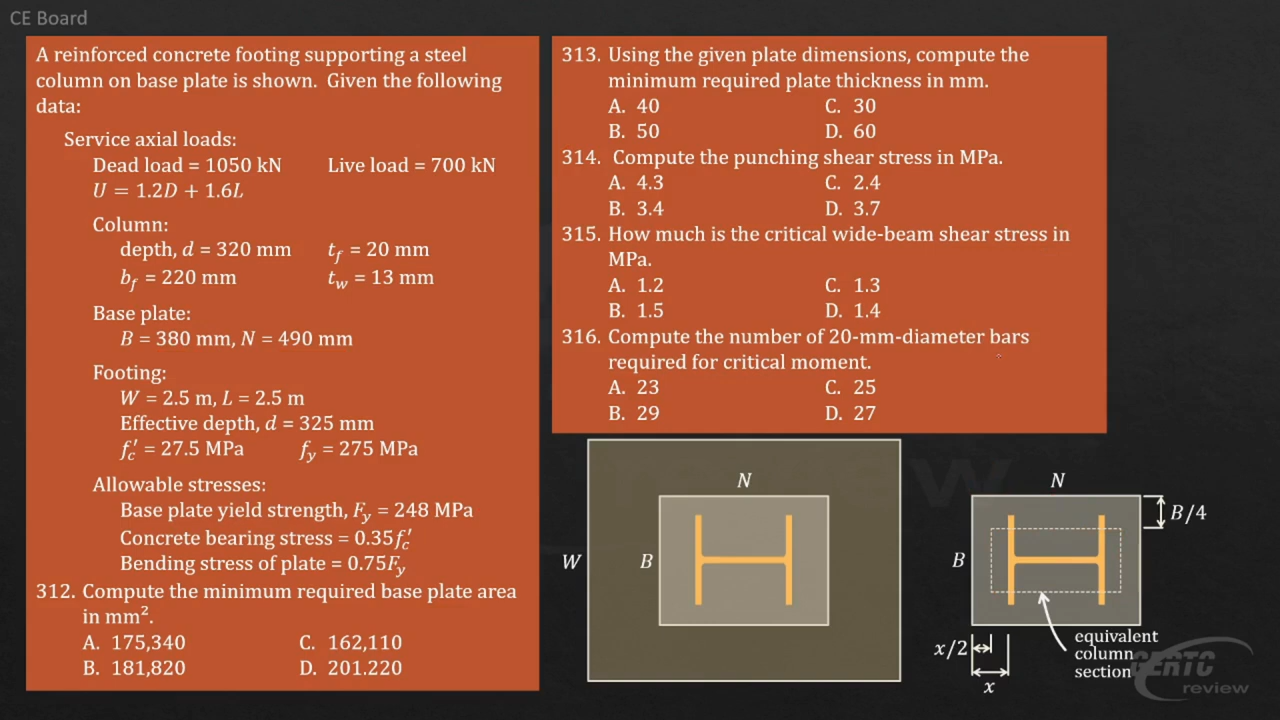 CE Board
A reinforced concrete footing supporting a steel
column on base plate is shown. Given the following
data:
Service axial loads:
Dead load = 1050 kN Live load = 700 kN
U = 1.2D + 1.6L
Column:
depth, d = 320 mm t_f = 20 mm
b_f = 220 mm t_w = 13 mm
Base plate:
B = 380 mm, N = 490 mm
Footing:
W = 2.5 m, L = 2.5 m
Effective depth, d = 325 mm
f_c′ = 27.5 MPa f_y = 275 MPa
Allowable stresses:
Base plate yield strength, F_y = 248 MPa
Concrete bearing stress = 0.35f_c′
Bending stress of plate = 0.75F_y
312. Compute the minimum required base plate area
in mm².
A. 175,340 C. 162,110
B. 181,820 D. 201.220
313. Using the given plate dimensions, compute the
minimum required plate thickness in mm.
A. 40 C. 30
B. 50 D. 60
314. Compute the punching shear stress in MPa.
A. 4.3 C. 2.4
B. 3.4 D. 3.7
315. How much is the critical wide-beam shear stress in
MPa.
A. 1.2 C. 1.3
B. 1.5 D. 1.4
316. Compute the number of 20-mm-diameter bars
required for critical moment.
A. 23 C. 25
B. 29 D. 27
N
W
B
N
B/4
B
x/2
x
equivalent
column
section
GERTC
review